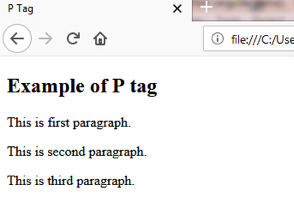 P Tag
file:///C:/Use
Example of P tag
This is first paragraph.
This is second paragraph.
This is third paragraph.